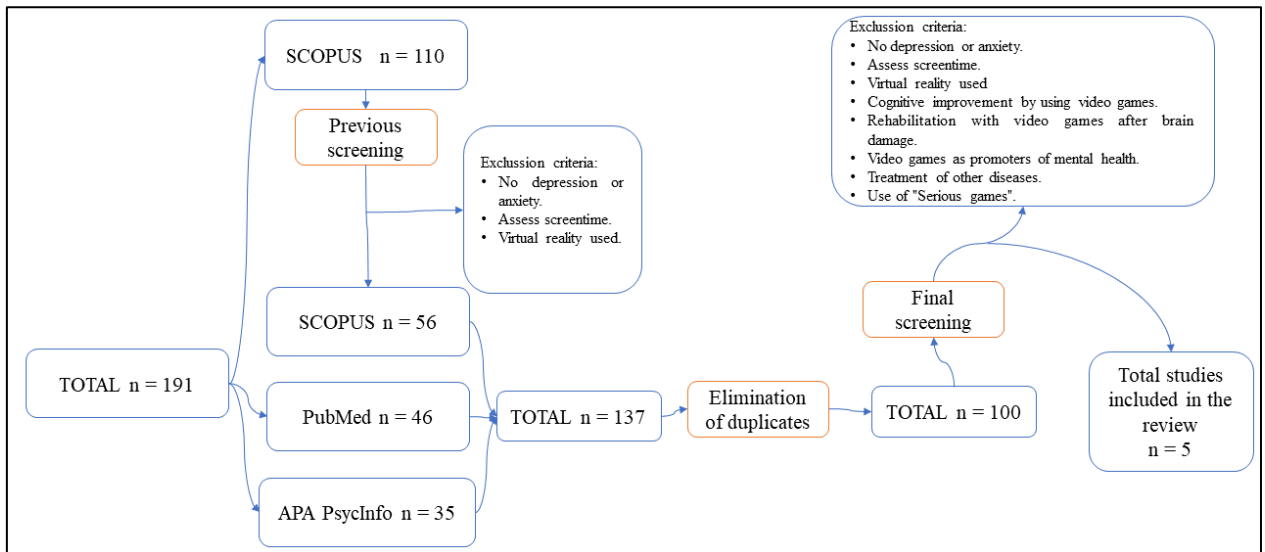 TOTAL n = 191
SCOPUS n = 110
Previous
screening
Exclussion criteria:
• No depression or
anxiety.
• Assess screentime.
• Virtual reality used.
SCOPUS n = 56
PubMed n = 46
APA PsycInfo n = 35
TOTAL n = 137
Elimination
of duplicates
TOTAL n = 100
Final
screening
Exclussion criteria:
• No depression or anxiety.
• Assess screentime.
• Virtual reality used
• Cognitive improvement by using video games.
• Rehabilitation with video games after brain
damage.
• Video games as promoters of mental health.
• Treatment of other diseases.
• Use of "Serious games".
Total studies
included in the
review
n = 5